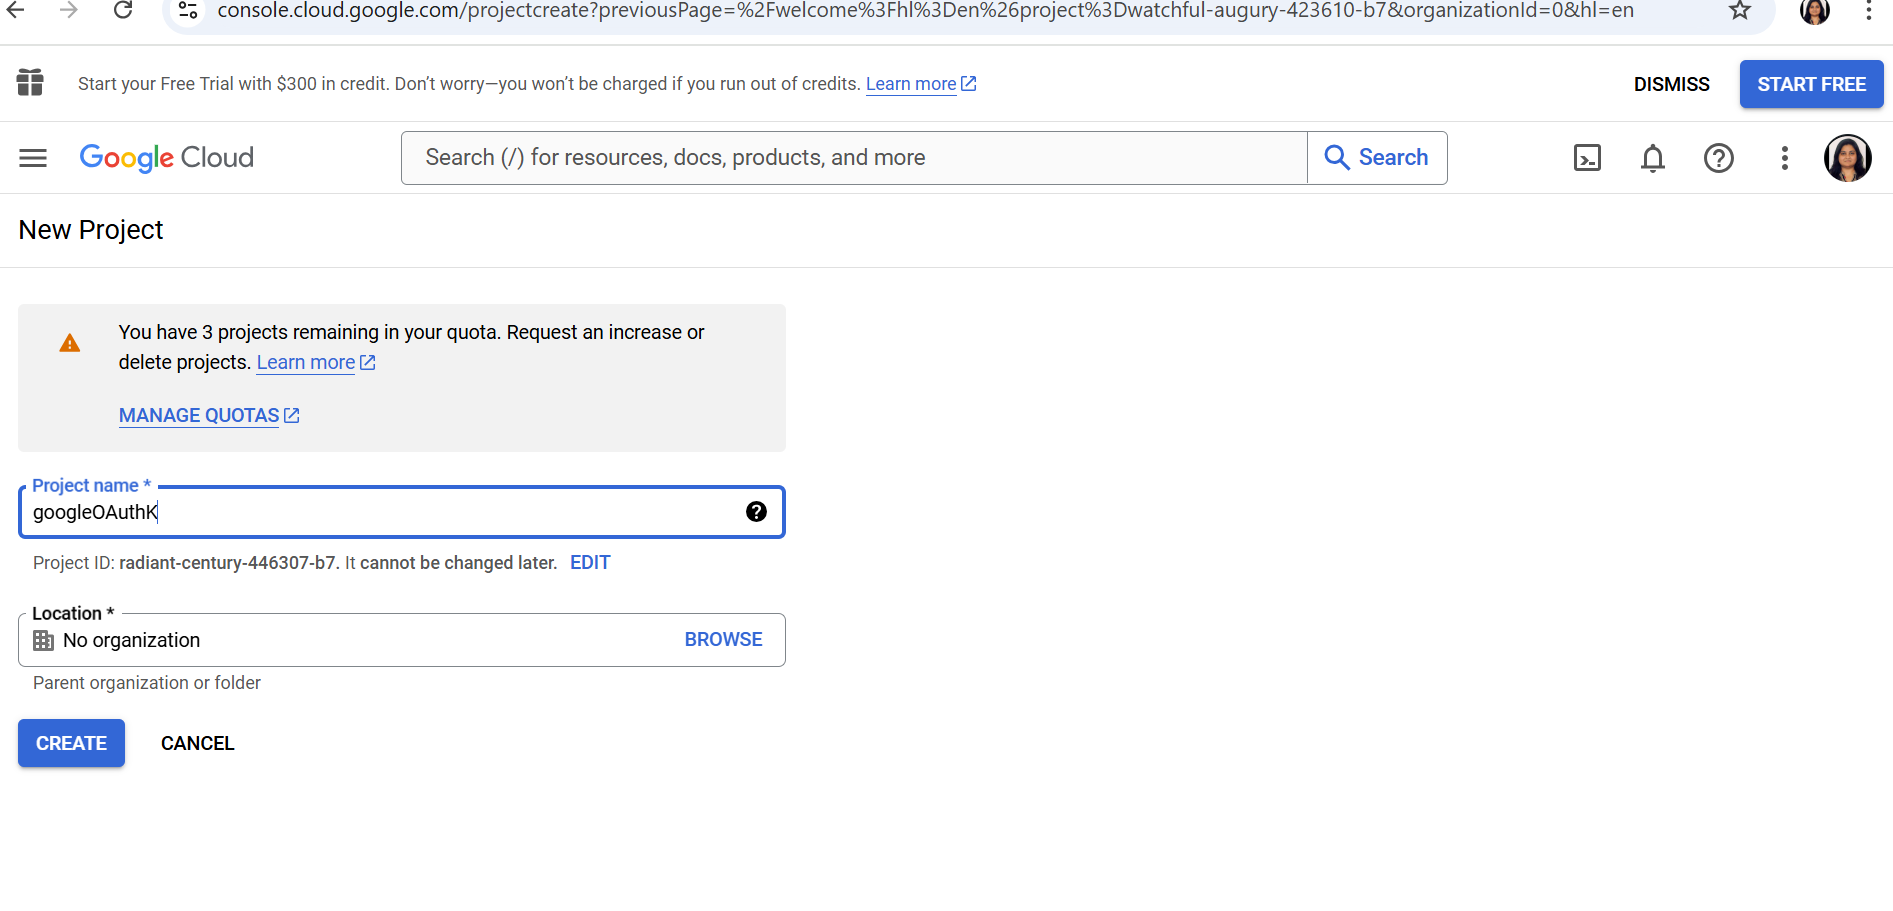 console.cloud.google.com/projectcreate?previousPage=%2Fwelcome%3Fhl%3Den%26project%3Dwatchful-augury-423610-b7&organizationId=0&hl=en
Start your Free Trial with $300 in credit. Don’t worry—you won’t be charged if you run out of credits. Learn more
DISMISS
START FREE
Google Cloud
Search (/) for resources, docs, products, and more
Search
New Project
You have 3 projects remaining in your quota. Request an increase or
delete projects. Learn more
MANAGE QUOTAS
Project name *
googleOAuthK
Project ID: radiant-century-446307-b7. It cannot be changed later. EDIT
Location *
No organization
BROWSE
Parent organization or folder
CREATE
CANCEL